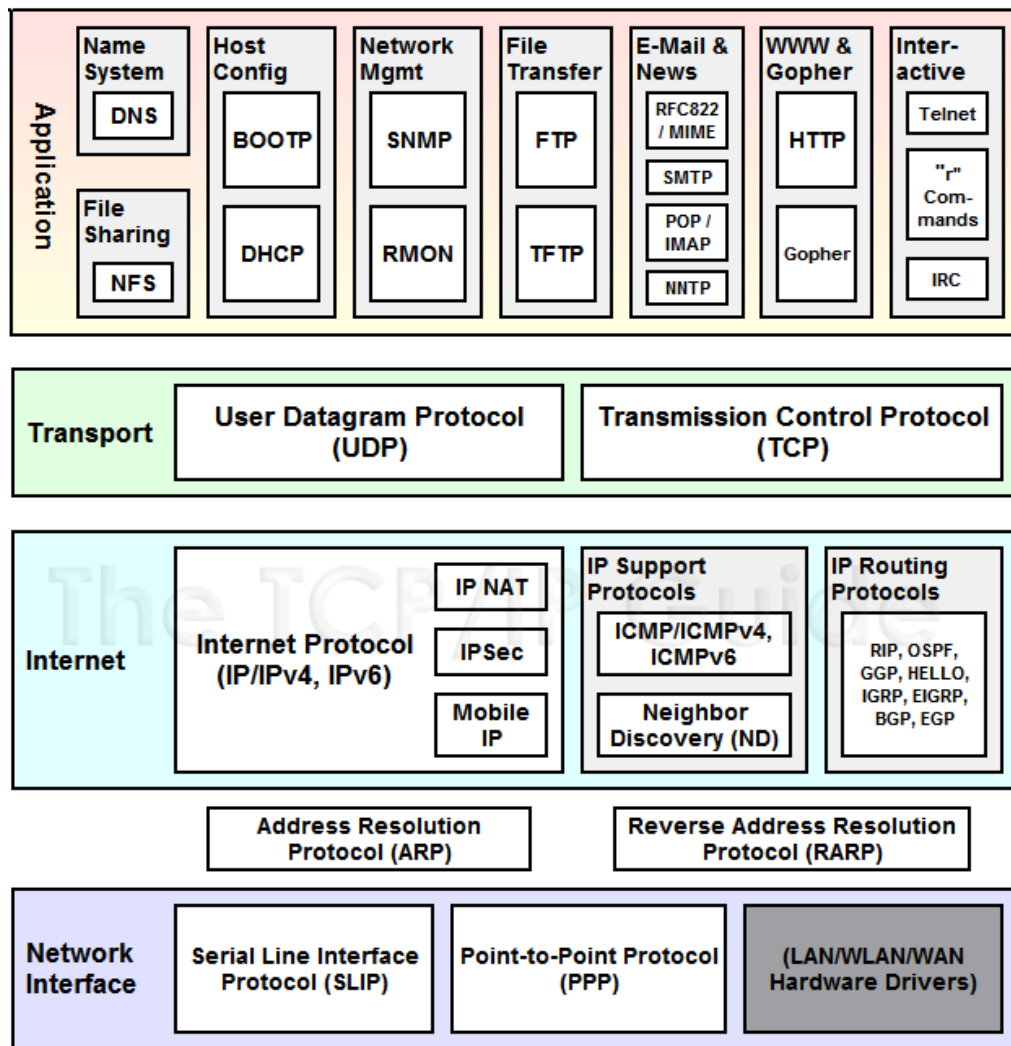 Application
Name
System
DNS
File
Sharing
NFS
Host
Config
BOOTP
DHCP
Network
Mgmt
SNMP
RMON
File
Transfer
FTP
TFTP
E-Mail &
News
RFC822
/ MIME
SMTP
POP /
IMAP
NNTP
WWW &
Gopher
HTTP
Gopher
Inter-
active
Telnet
"r"
Com-
mands
IRC
Transport
User Datagram Protocol
(UDP)
Transmission Control Protocol
(TCP)
The TCP/IP Guide
Internet
Internet Protocol
(IP/IPv4, IPv6)
IP NAT
IPSec
Mobile
IP
IP Support
Protocols
ICMP/ICMPv4,
ICMPv6
Neighbor
Discovery (ND)
IP Routing
Protocols
RIP, OSPF,
GGP, HELLO,
IGRP, EIGRP,
BGP, EGP
Address Resolution
Protocol (ARP)
Reverse Address Resolution
Protocol (RARP)
Network
Interface
Serial Line Interface
Protocol (SLIP)
Point-to-Point Protocol
(PPP)
(LAN/WLAN/WAN
Hardware Drivers)